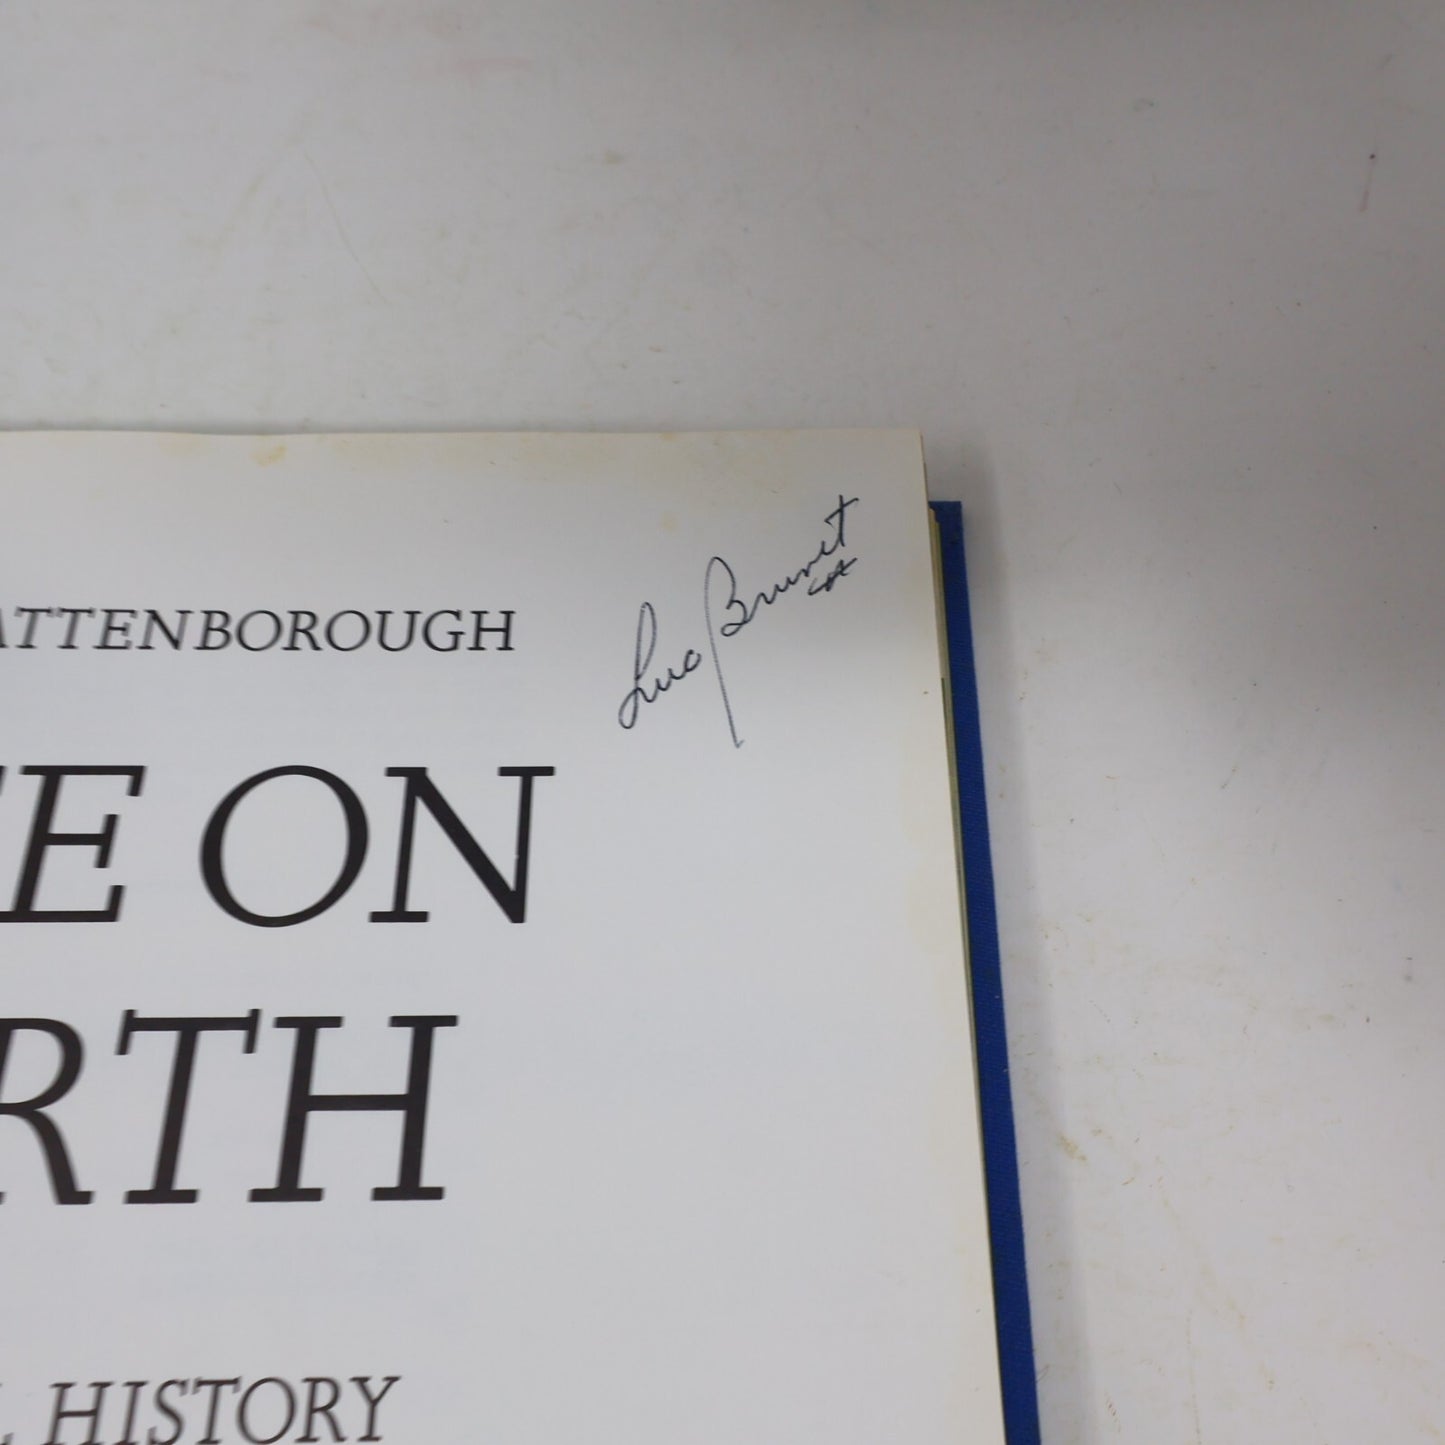 Luc Brunet
ATTENBOROUGH
E ON
RTH
HISTORY